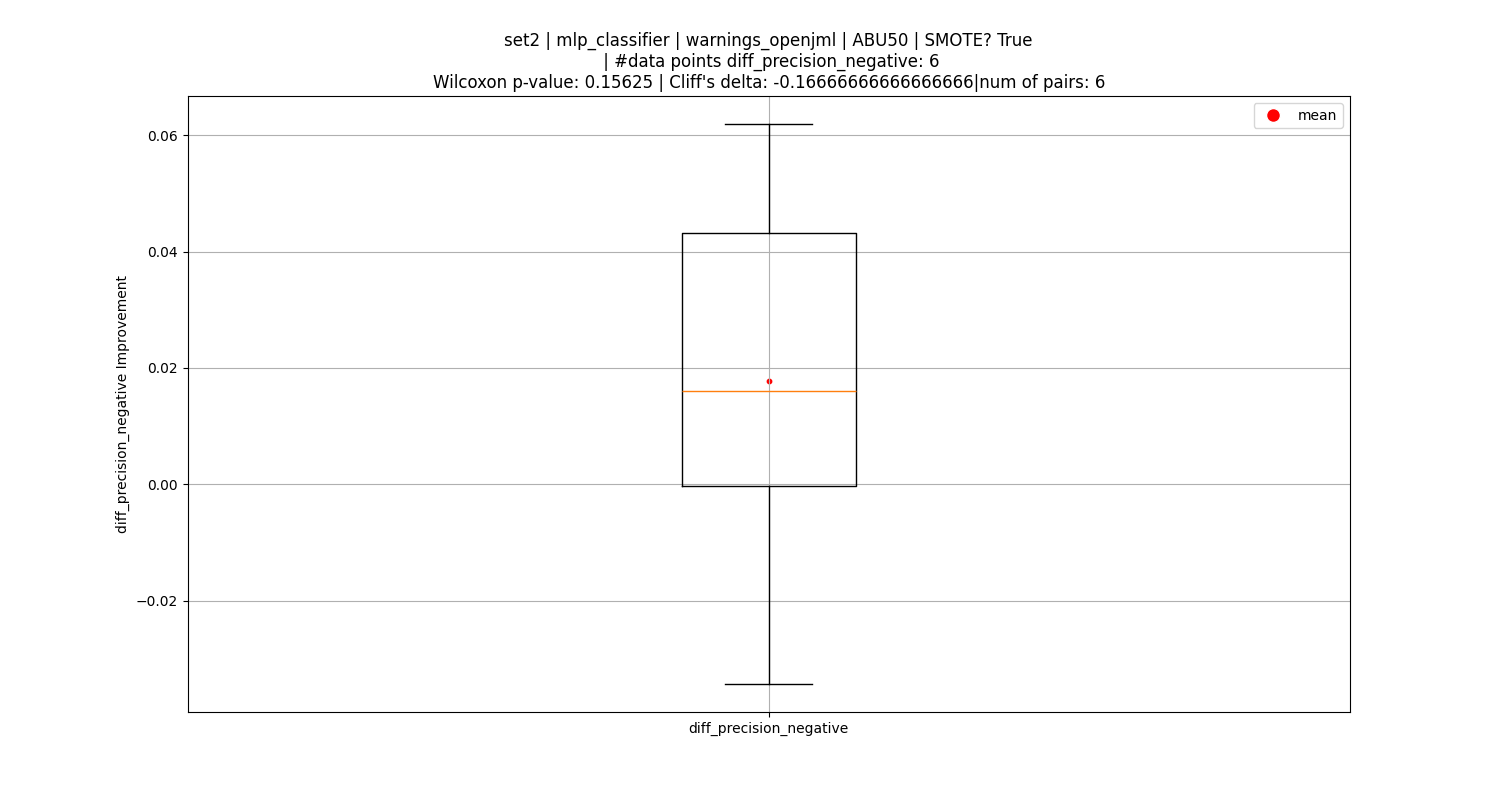 set2 | mlp_classifier | warnings_openjml | ABU50 | SMOTE? True
| #data points diff_precision_negative: 6
Wilcoxon p-value: 0.15625 | Cliff's delta: -0.16666666666666666|num of pairs: 6
mean
0.06
0.04
0.02
0.00
−0.02
diff_precision_negative Improvement
diff_precision_negative